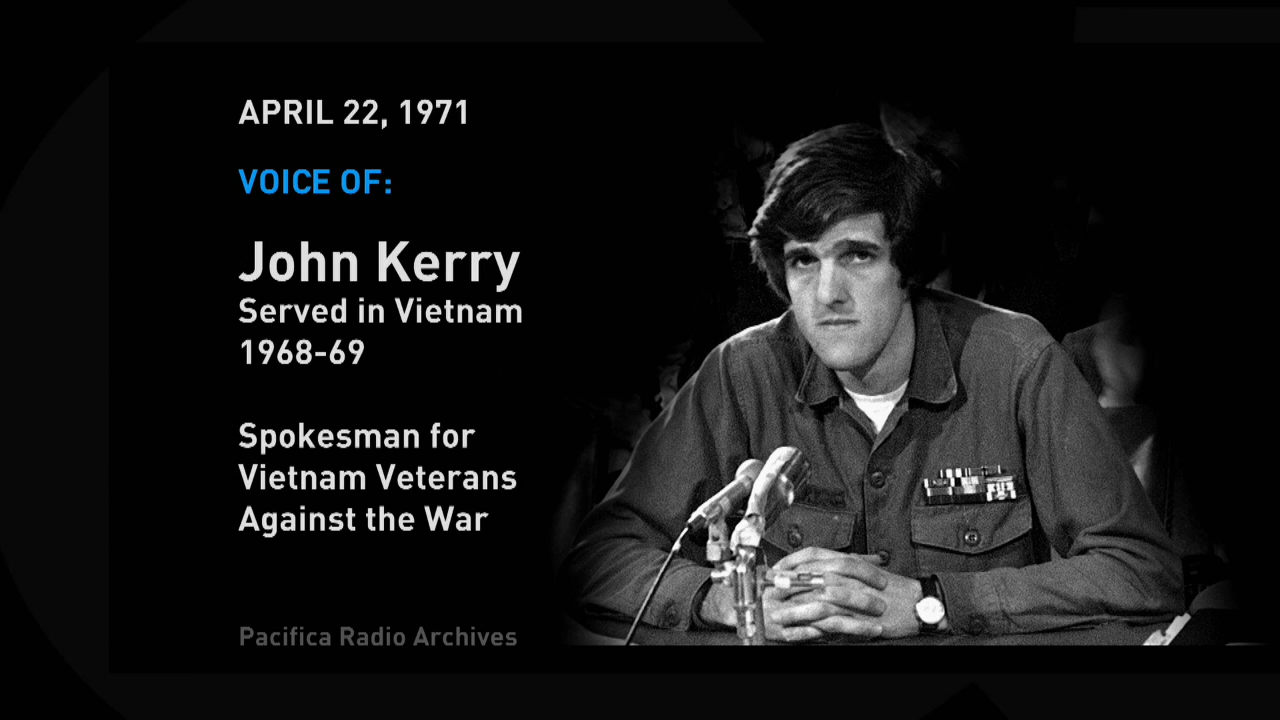 APRIL 22, 1971
VOICE OF:
John Kerry
Served in Vietnam
1968-69
Spokesman for
Vietnam Veterans
Against the War
Pacifica Radio Archives